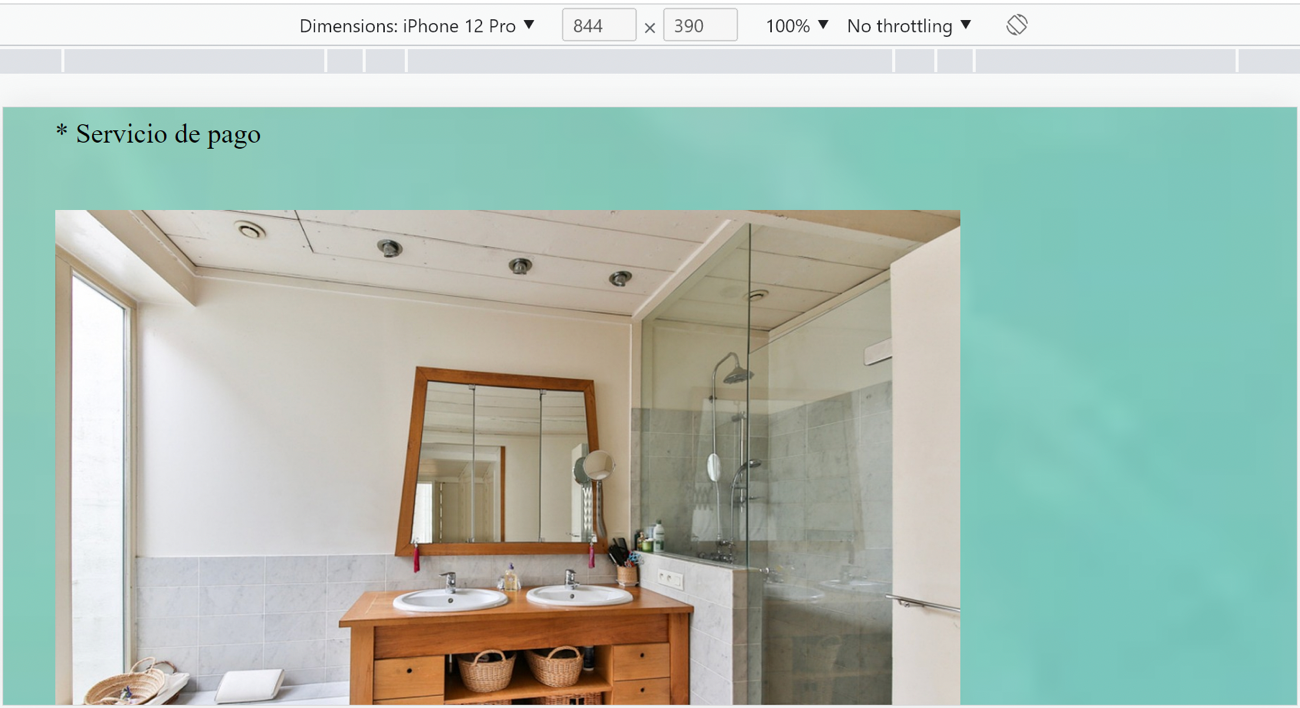 Dimensions: iPhone 12 Pro ▼ 844 × 390 100% ▼ No throttling ▼
* Servicio de pago